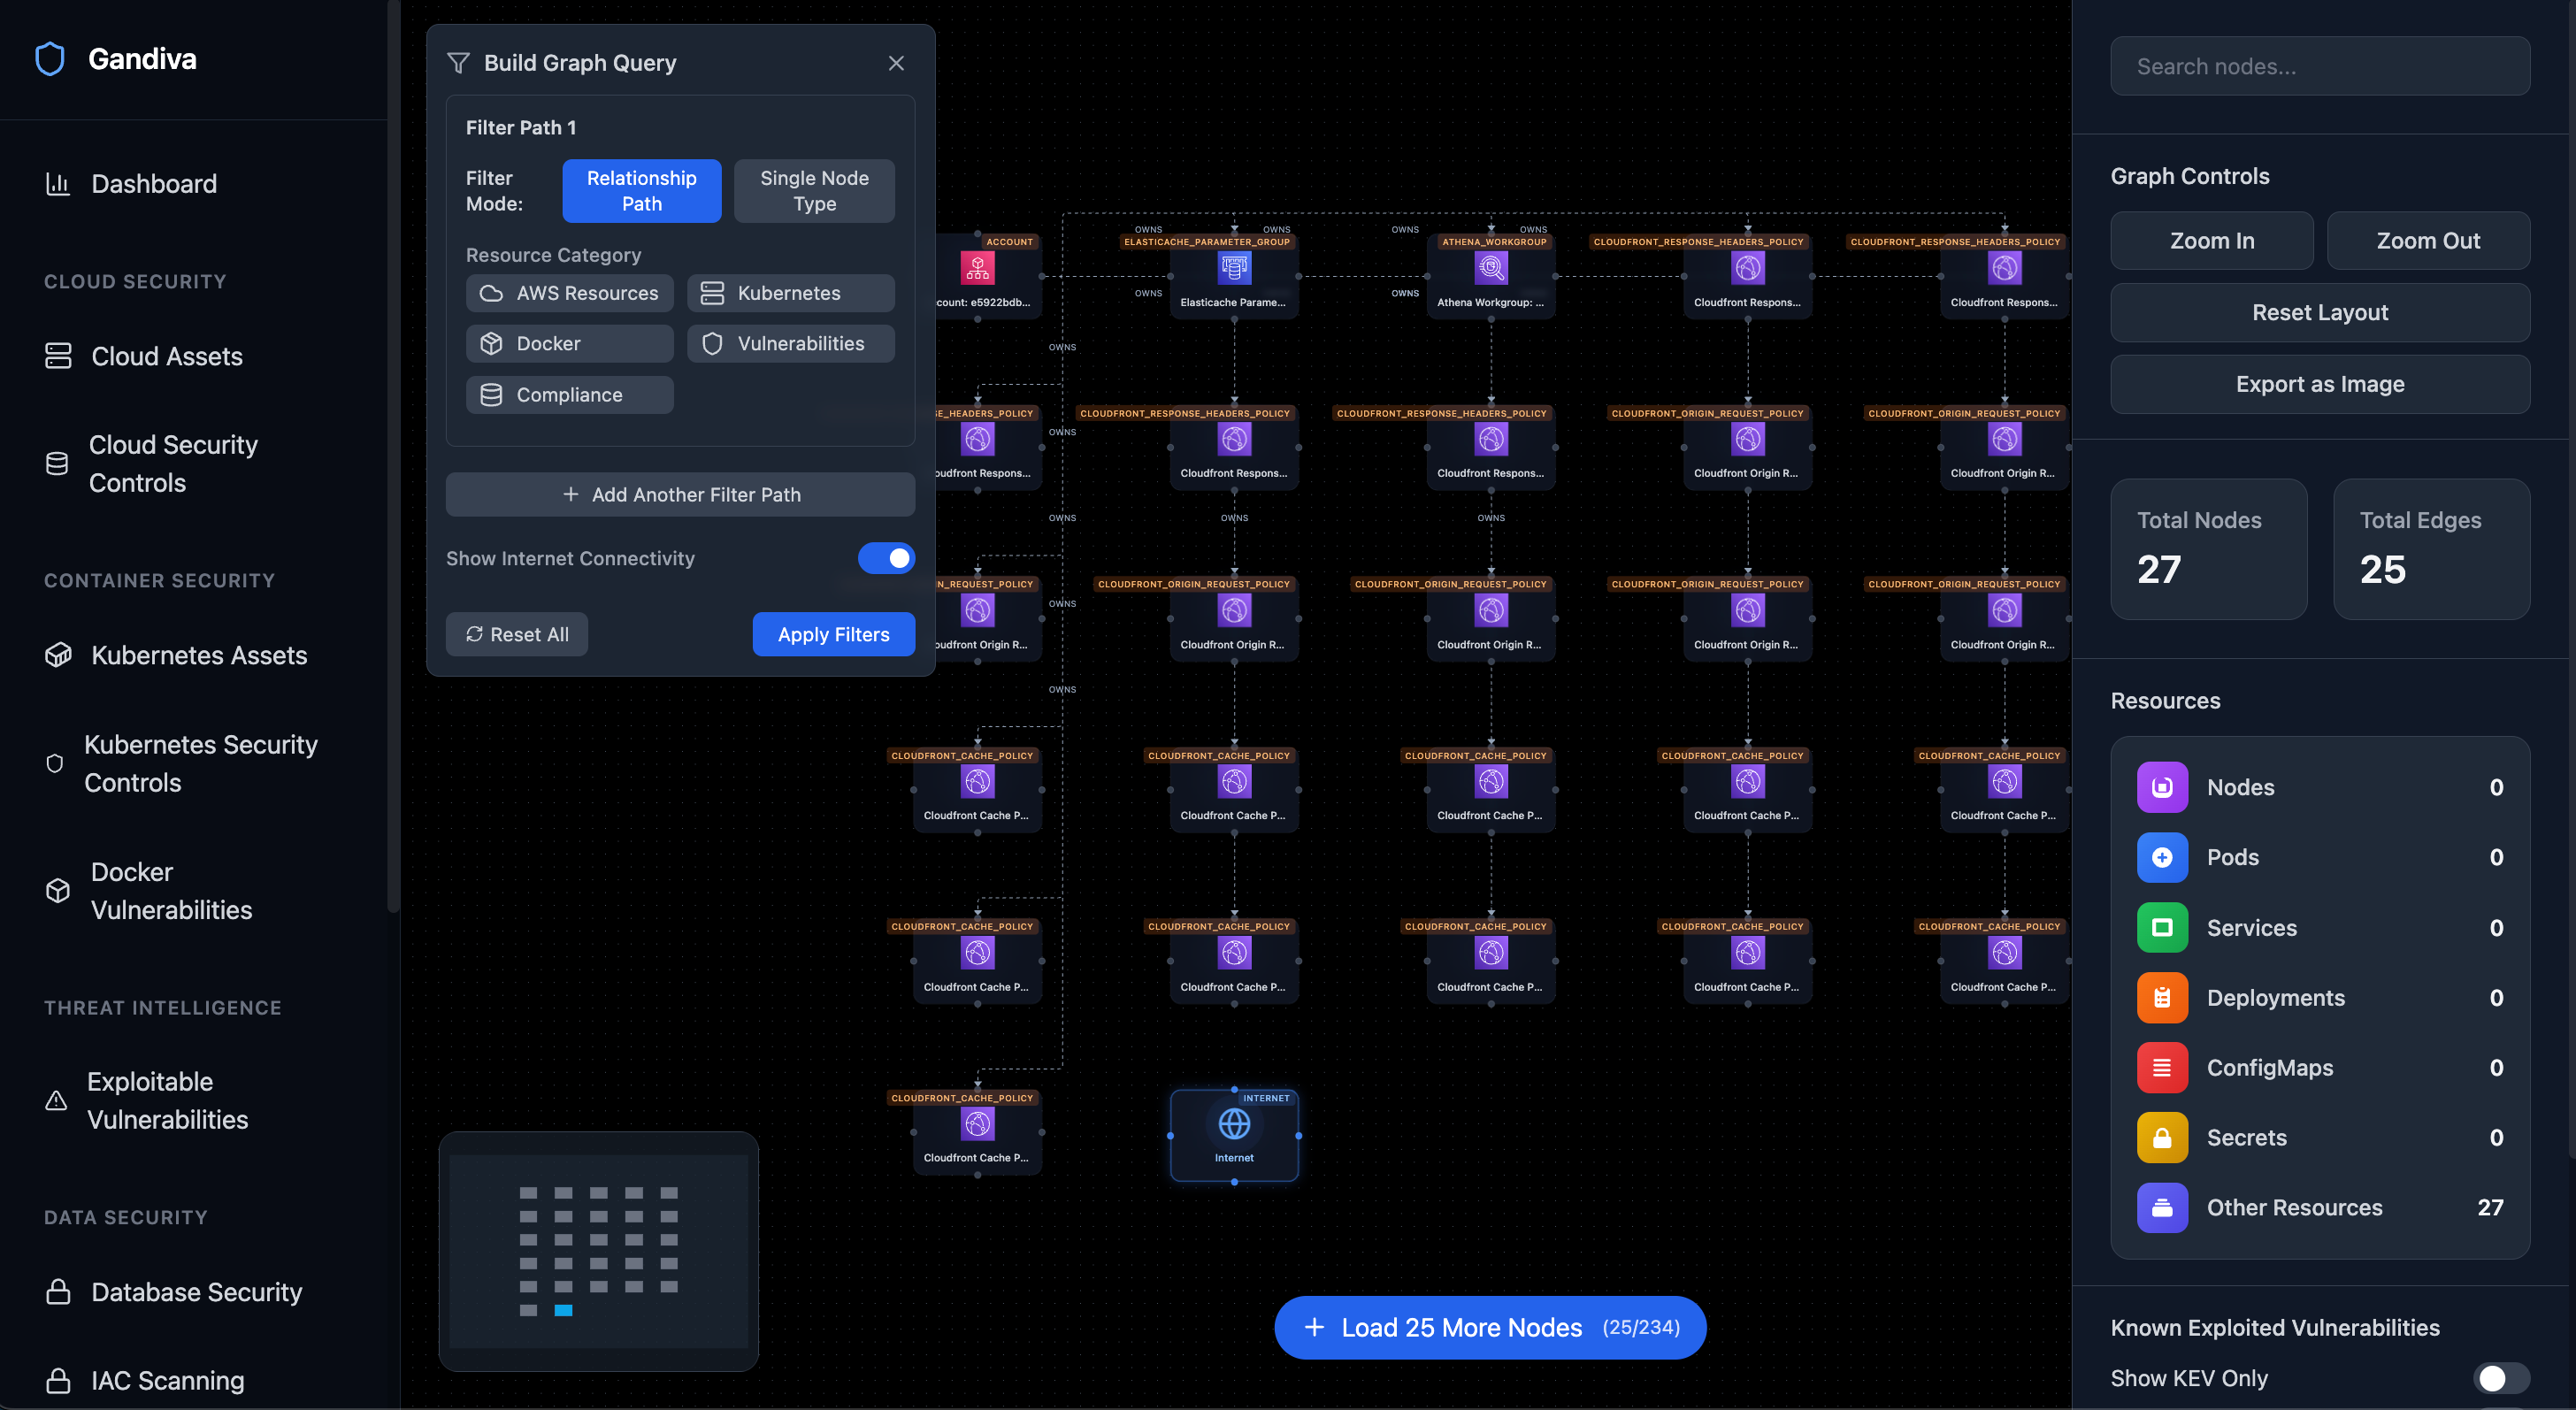 Gandiva
Dashboard
CLOUD SECURITY
Cloud Assets
Cloud Security
Controls
CONTAINER SECURITY
Kubernetes Assets
Kubernetes Security
Controls
Docker
Vulnerabilities
THREAT INTELLIGENCE
Exploitable
Vulnerabilities
DATA SECURITY
Database Security
IAC Scanning
Build Graph Query
Filter Path 1
Filter
Mode:
Relationship
Path
Single Node
Type
Resource Category
AWS Resources
Kubernetes
Docker
Vulnerabilities
Compliance
Add Another Filter Path
Show Internet Connectivity
Reset All
Apply Filters
OWNS
OWNS
OWNS
OWNS
ACCOUNT
ELASTICACHE_PARAMETER_GROUP
ATHENA_WORKGROUP
CLOUDFRONT_RESPONSE_HEADERS_POLICY
CLOUDFRONT_RESPONSE_HEADERS_POLICY
OWNS
OWNS
count: e5922bdb...
Elasticache Parame...
Athena Workgroup: ...
Cloudfront Respons...
Cloudfront Respons...
OWNS
SE_HEADERS_POLICY
CLOUDFRONT_RESPONSE_HEADERS_POLICY
CLOUDFRONT_RESPONSE_HEADERS_POLICY
CLOUDFRONT_ORIGIN_REQUEST_POLICY
CLOUDFRONT_ORIGIN_REQUEST_POLICY
OWNS
oudfront Respons...
Cloudfront Respons...
Cloudfront Respons...
Cloudfront Origin R...
Cloudfront Origin R...
OWNS
OWNS
OWNS
IN_REQUEST_POLICY
CLOUDFRONT_ORIGIN_REQUEST_POLICY
CLOUDFRONT_ORIGIN_REQUEST_POLICY
CLOUDFRONT_ORIGIN_REQUEST_POLICY
CLOUDFRONT_ORIGIN_REQUEST_POLICY
OWNS
oudfront Origin R...
Cloudfront Origin R...
Cloudfront Origin R...
Cloudfront Origin R...
Cloudfront Origin R...
OWNS
CLOUDFRONT_CACHE_POLICY
CLOUDFRONT_CACHE_POLICY
CLOUDFRONT_CACHE_POLICY
CLOUDFRONT_CACHE_POLICY
CLOUDFRONT_CACHE_POLICY
Cloudfront Cache P...
Cloudfront Cache P...
Cloudfront Cache P...
Cloudfront Cache P...
Cloudfront Cache P...
CLOUDFRONT_CACHE_POLICY
CLOUDFRONT_CACHE_POLICY
CLOUDFRONT_CACHE_POLICY
CLOUDFRONT_CACHE_POLICY
CLOUDFRONT_CACHE_POLICY
Cloudfront Cache P...
Cloudfront Cache P...
Cloudfront Cache P...
Cloudfront Cache P...
Cloudfront Cache P...
CLOUDFRONT_CACHE_POLICY
INTERNET
Cloudfront Cache P...
Internet
Load 25 More Nodes (25/234)
Search nodes...
Graph Controls
Zoom In
Zoom Out
Reset Layout
Export as Image
Total Nodes
27
Total Edges
25
Resources
Nodes 0
Pods 0
Services 0
Deployments 0
ConfigMaps 0
Secrets 0
Other Resources 27
Known Exploited Vulnerabilities
Show KEV Only